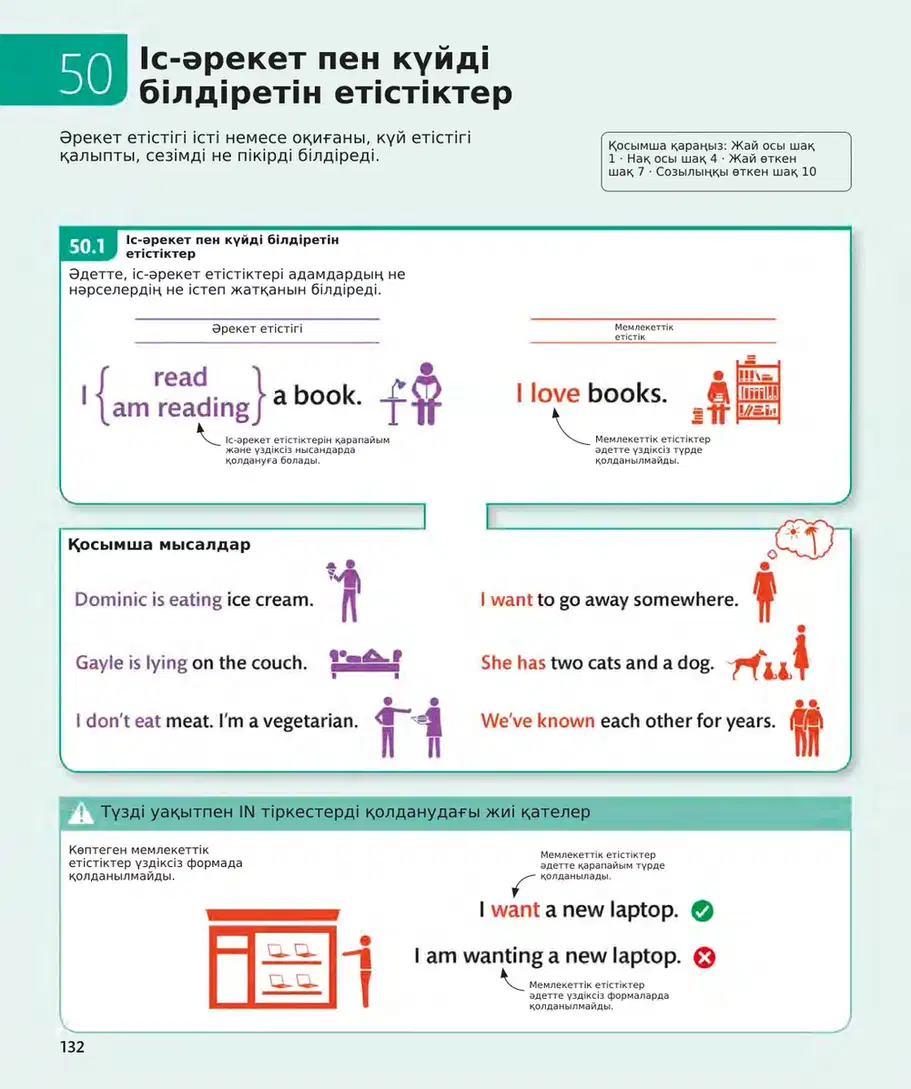 50
Іс-әрекет пен күйді
білдіретін етістіктер
Әрекет етістігі істі немесе оқиғаны, күй етістігі
қалыпты, сезімді не пікірді білдіреді.
Қосымша қараңыз: Жай осы шақ
1 · Нақ осы шақ 4 · Жай өткен
шақ 7 · Созылыңқы өткен шақ 10
50.1
Іс-әрекет пен күйді білдіретін
етістіктер
Әдетте, іс-әрекет етістіктері адамдардың не
нәрселердің не істеп жатқанын білдіреді.
Әрекет етістігі
I { read
am reading } a book.
Іс-әрекет етістіктерін қарапайым
және үздіксіз нысандарда
қолдануға болады.
Мемлекеттік
етістік
I love books.
Мемлекеттік етістіктер
әдетте үздіксіз түрде
қолданылмайды.
Қосымша мысалдар
Dominic is eating ice cream.
Gayle is lying on the couch.
I don't eat meat. I'm a vegetarian.
I want to go away somewhere.
She has two cats and a dog.
We've known each other for years.
Түзді уақытпен IN тіркестерді қолданудағы жиі қателер
Көптеген мемлекеттік
етістіктер үздіксіз формада
қолданылмайды.
Мемлекеттік етістіктер
әдетте қарапайым түрде
қолданылады.
I want a new laptop.
I am wanting a new laptop.
Мемлекеттік етістіктер
әдетте үздіксіз формаларда
қолданылмайды.
132